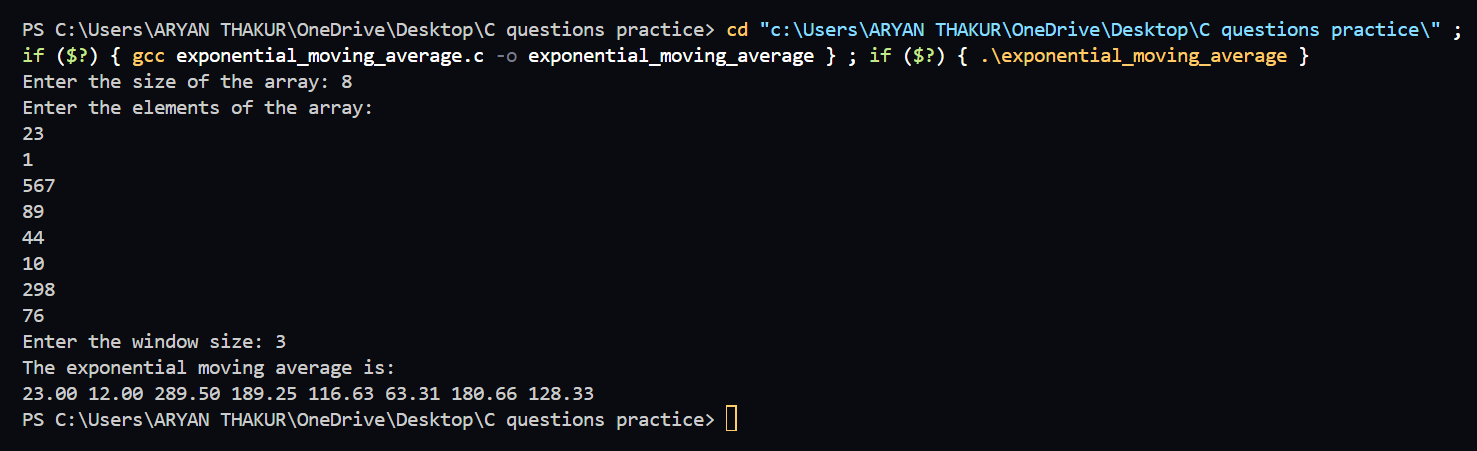 PS C:\Users\ARYAN THAKUR\OneDrive\Desktop\C questions practice> cd "c:\Users\ARYAN THAKUR\OneDrive\Desktop\C questions practice\" ;
if ($?) { gcc exponential_moving_average.c -o exponential_moving_average } ; if ($?) { .\exponential_moving_average }
Enter the size of the array: 8
Enter the elements of the array:
23
1
567
89
44
10
298
76
Enter the window size: 3
The exponential moving average is:
23.00 12.00 289.50 189.25 116.63 63.31 180.66 128.33
PS C:\Users\ARYAN THAKUR\OneDrive\Desktop\C questions practice>